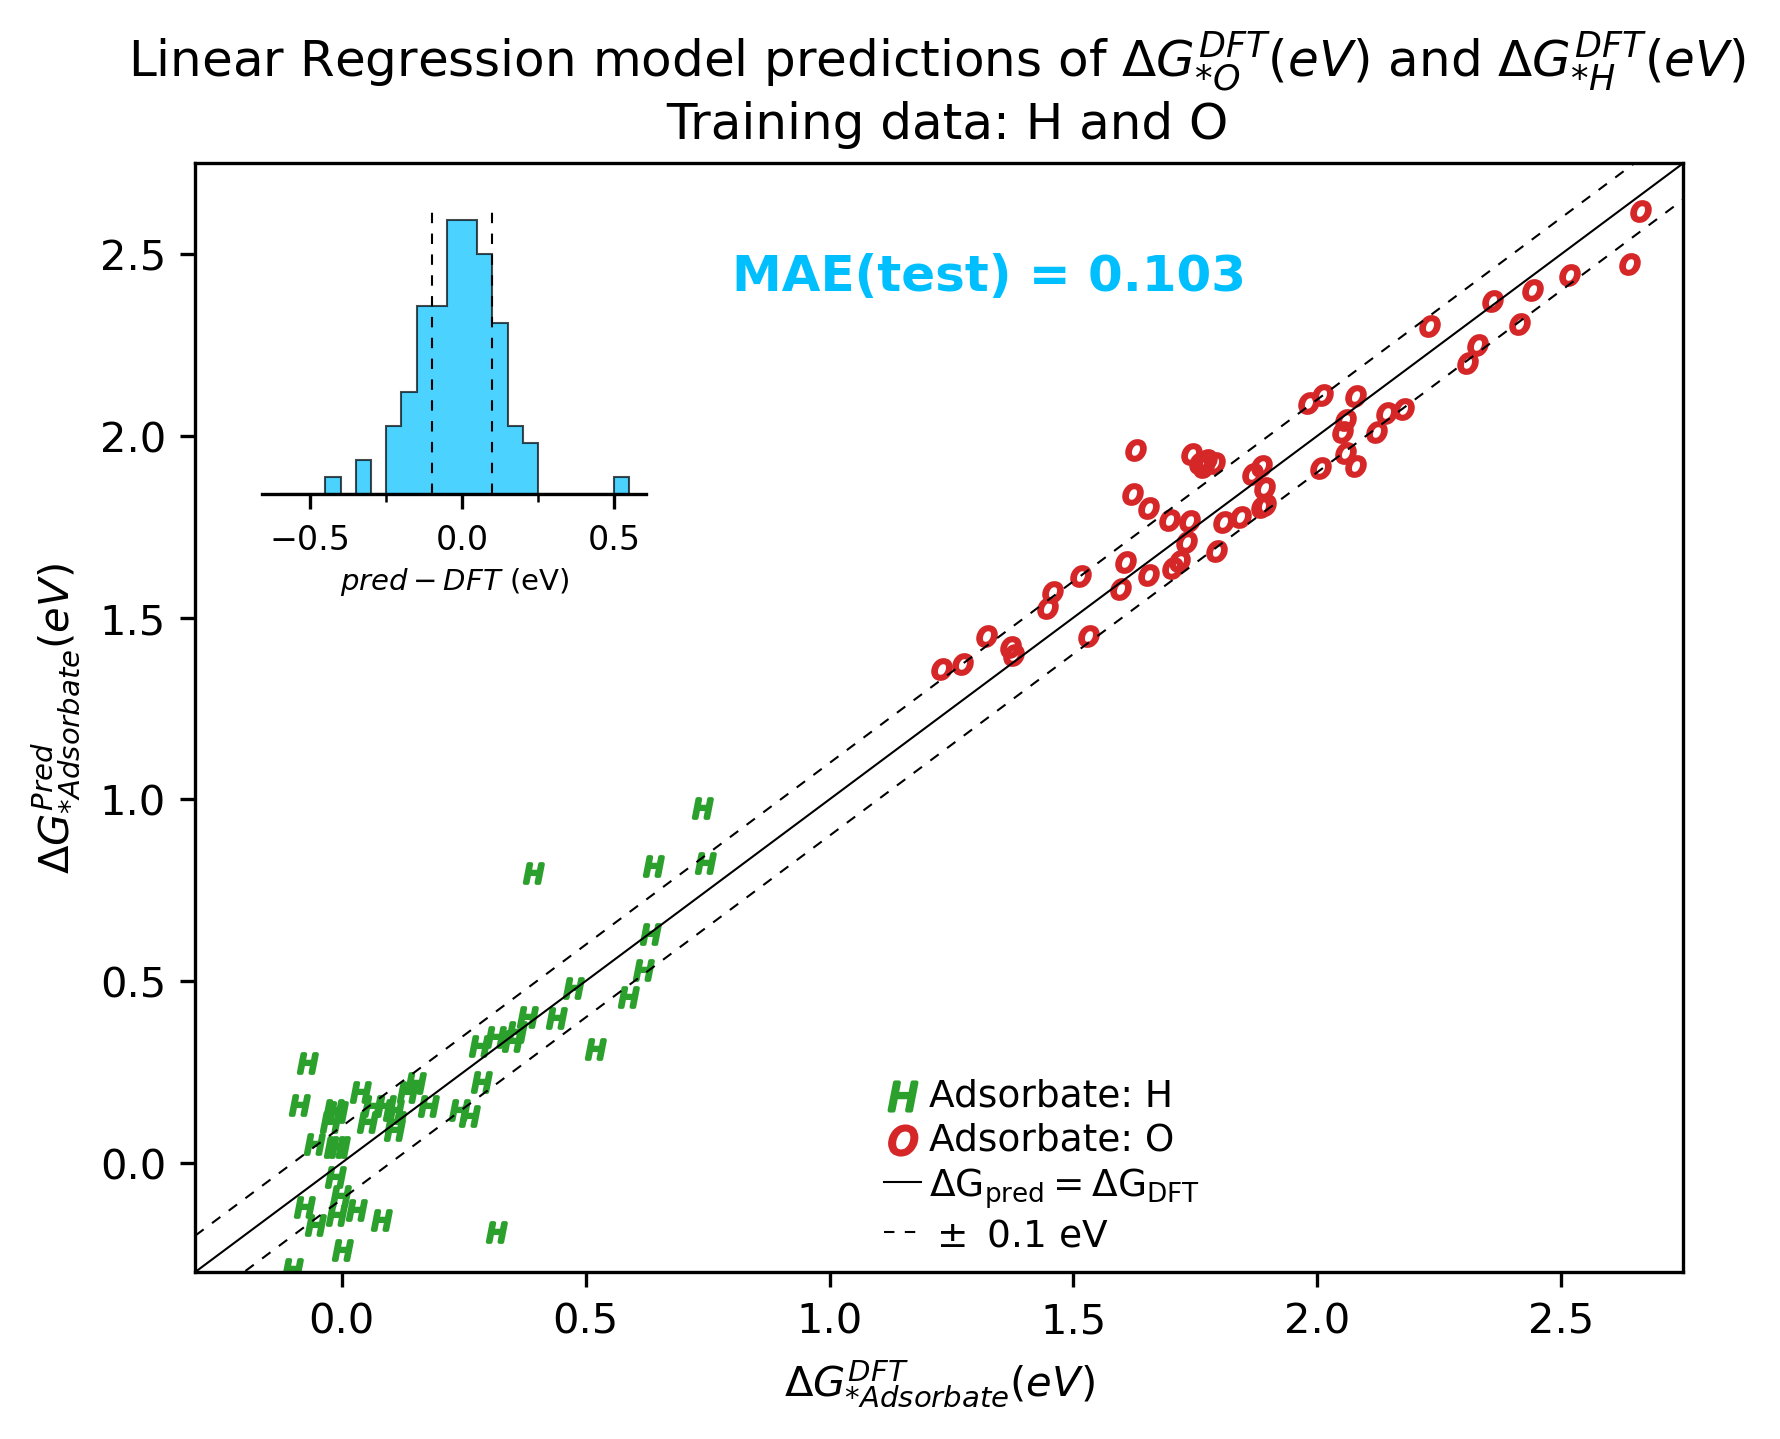 Linear Regression model predictions of ΔG*O^DFT(eV) and ΔG*H^DFT(eV)
Training data: H and O
MAE(test) = 0.103
−0.5 0.0 0.5
pred − DFT (eV)
2.5
2.0
1.5
1.0
0.5
0.0
ΔG*Adsorbate^Pred(eV)
H Adsorbate: H
O Adsorbate: O
ΔGpred = ΔGDFT
± 0.1 eV
0.0 0.5 1.0 1.5 2.0 2.5
ΔG*Adsorbate^DFT(eV)